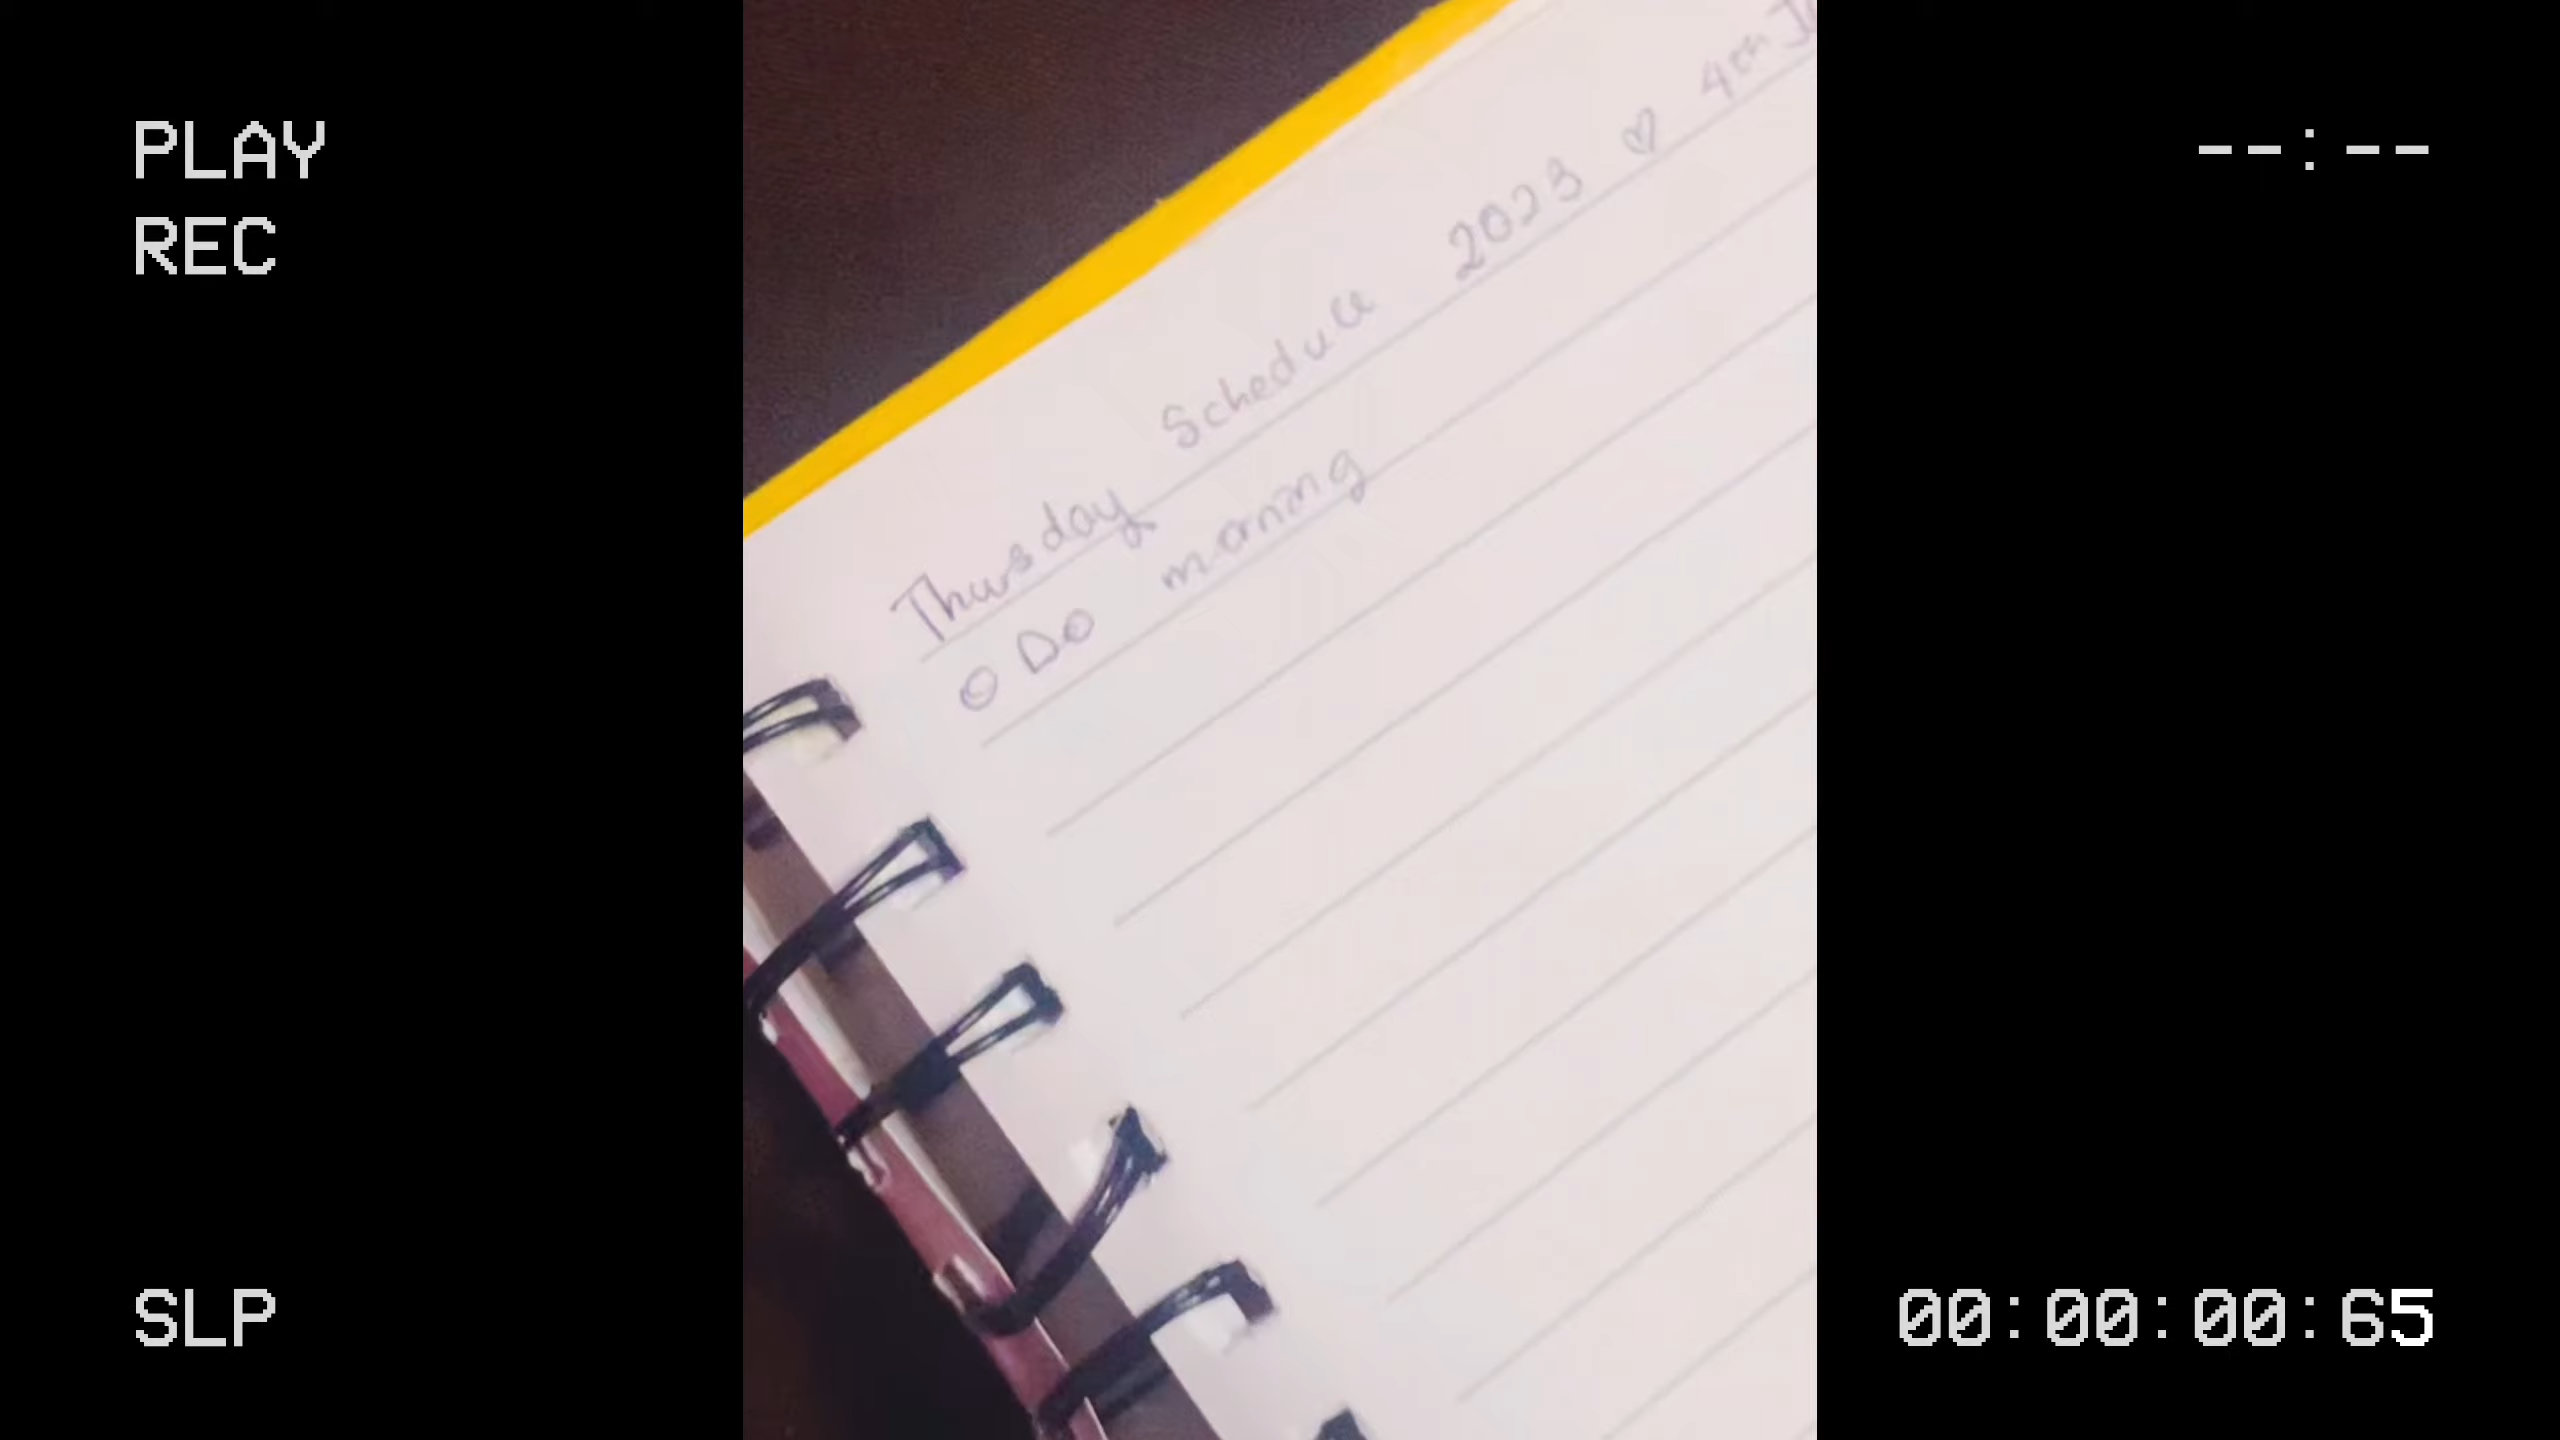 PLAY
--:--
REC
Thursday Schedule 2023 ♡ 4th
O Do morning
SLP
00:00:00:65